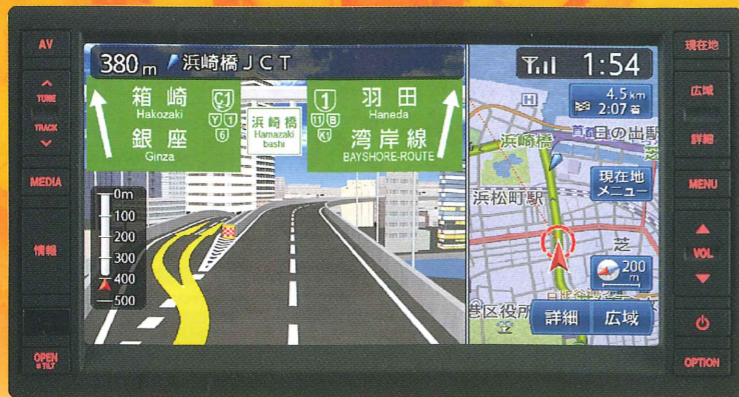 AV
TUNE
TRACK
MEDIA
情報
OPEN
TILT
380m 浜崎橋JCT
箱崎
Hakozaki
銀座
Ginza
C1
Y 1
6
浜崎橋
Hamazaki
bashi
1
11 B
K1
羽田
Haneda
湾岸線
BAYSHORE-ROUTE
0m
100
200
300
400
500
1:54
4.5km
2:07着
H
浜崎橋
日の出駅
芝
浜松町駅
現在地
メニュー
芝
200
m
港区役所
詳細
広域
現在地
広域
詳細
MENU
VOL
OPTION